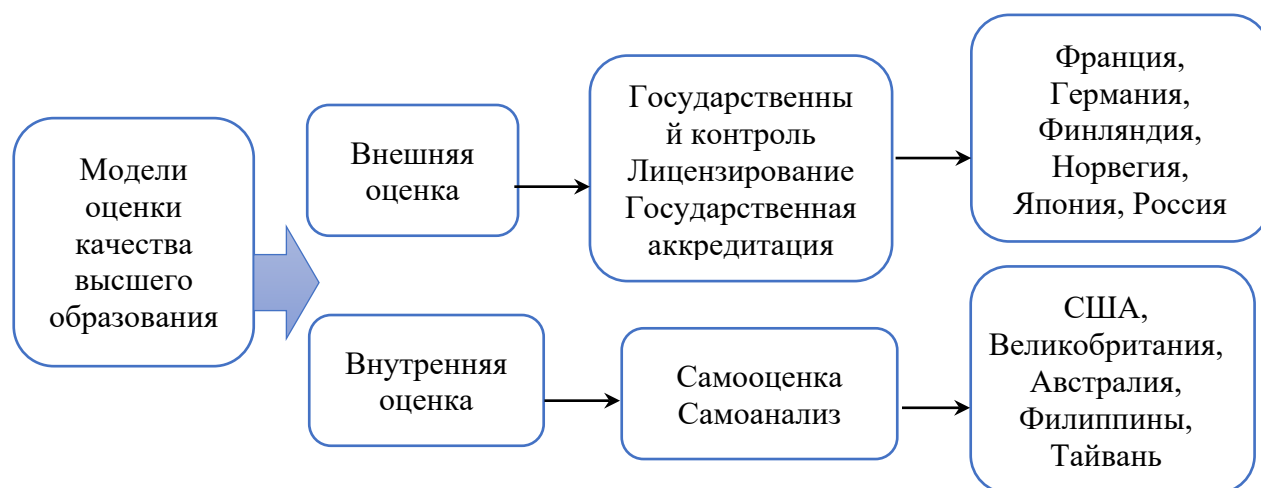 Модели
оценки
качества
высшего
образования
Внешняя
оценка
Государственны
й контроль
Лицензирование
Государственная
аккредитация
Франция,
Германия,
Финляндия,
Норвегия,
Япония, Россия
Внутренняя
оценка
Самооценка
Самоанализ
США,
Великобритания,
Австралия,
Филиппины,
Тайвань